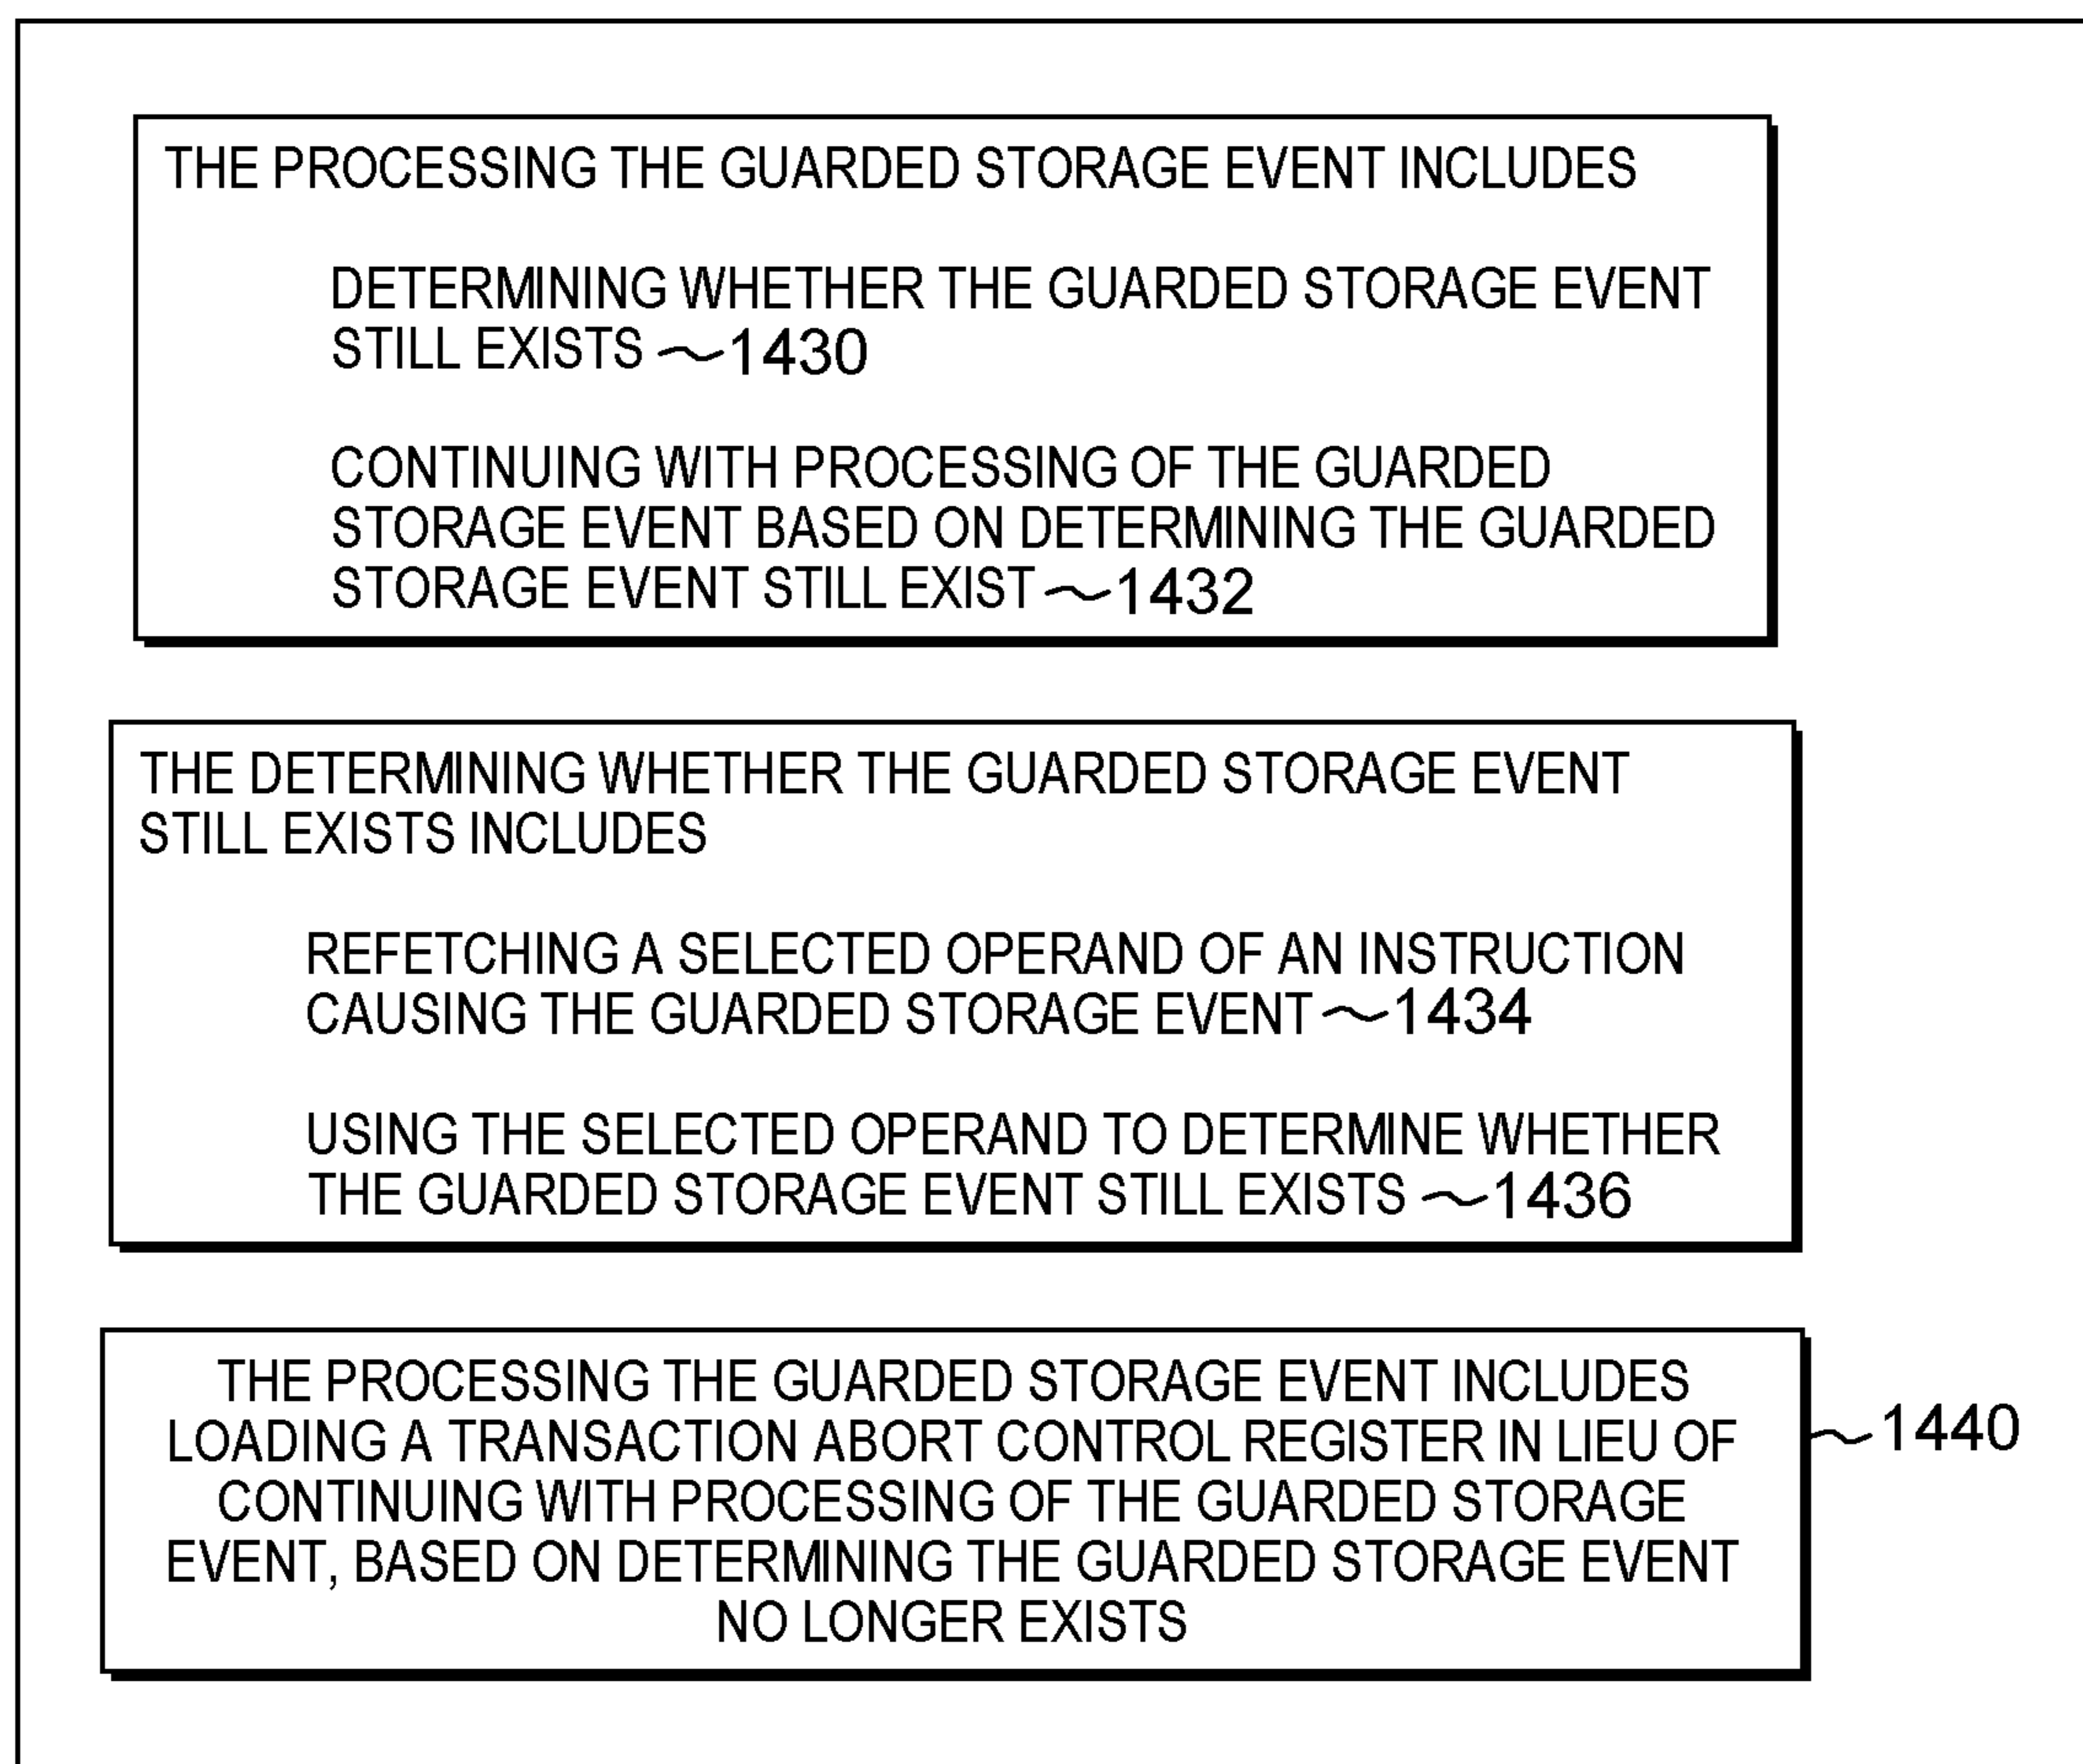 THE PROCESSING THE GUARDED STORAGE EVENT INCLUDES
DETERMINING WHETHER THE GUARDED STORAGE EVENT
STILL EXISTS 1430
CONTINUING WITH PROCESSING OF THE GUARDED
STORAGE EVENT BASED ON DETERMINING THE GUARDED
STORAGE EVENT STILL EXIST 1432
THE DETERMINING WHETHER THE GUARDED STORAGE EVENT
STILL EXISTS INCLUDES
REFETCHING A SELECTED OPERAND OF AN INSTRUCTION
CAUSING THE GUARDED STORAGE EVENT 1434
USING THE SELECTED OPERAND TO DETERMINE WHETHER
THE GUARDED STORAGE EVENT STILL EXISTS 1436
THE PROCESSING THE GUARDED STORAGE EVENT INCLUDES
LOADING A TRANSACTION ABORT CONTROL REGISTER IN LIEU OF
CONTINUING WITH PROCESSING OF THE GUARDED STORAGE
EVENT, BASED ON DETERMINING THE GUARDED STORAGE EVENT
NO LONGER EXISTS
1440